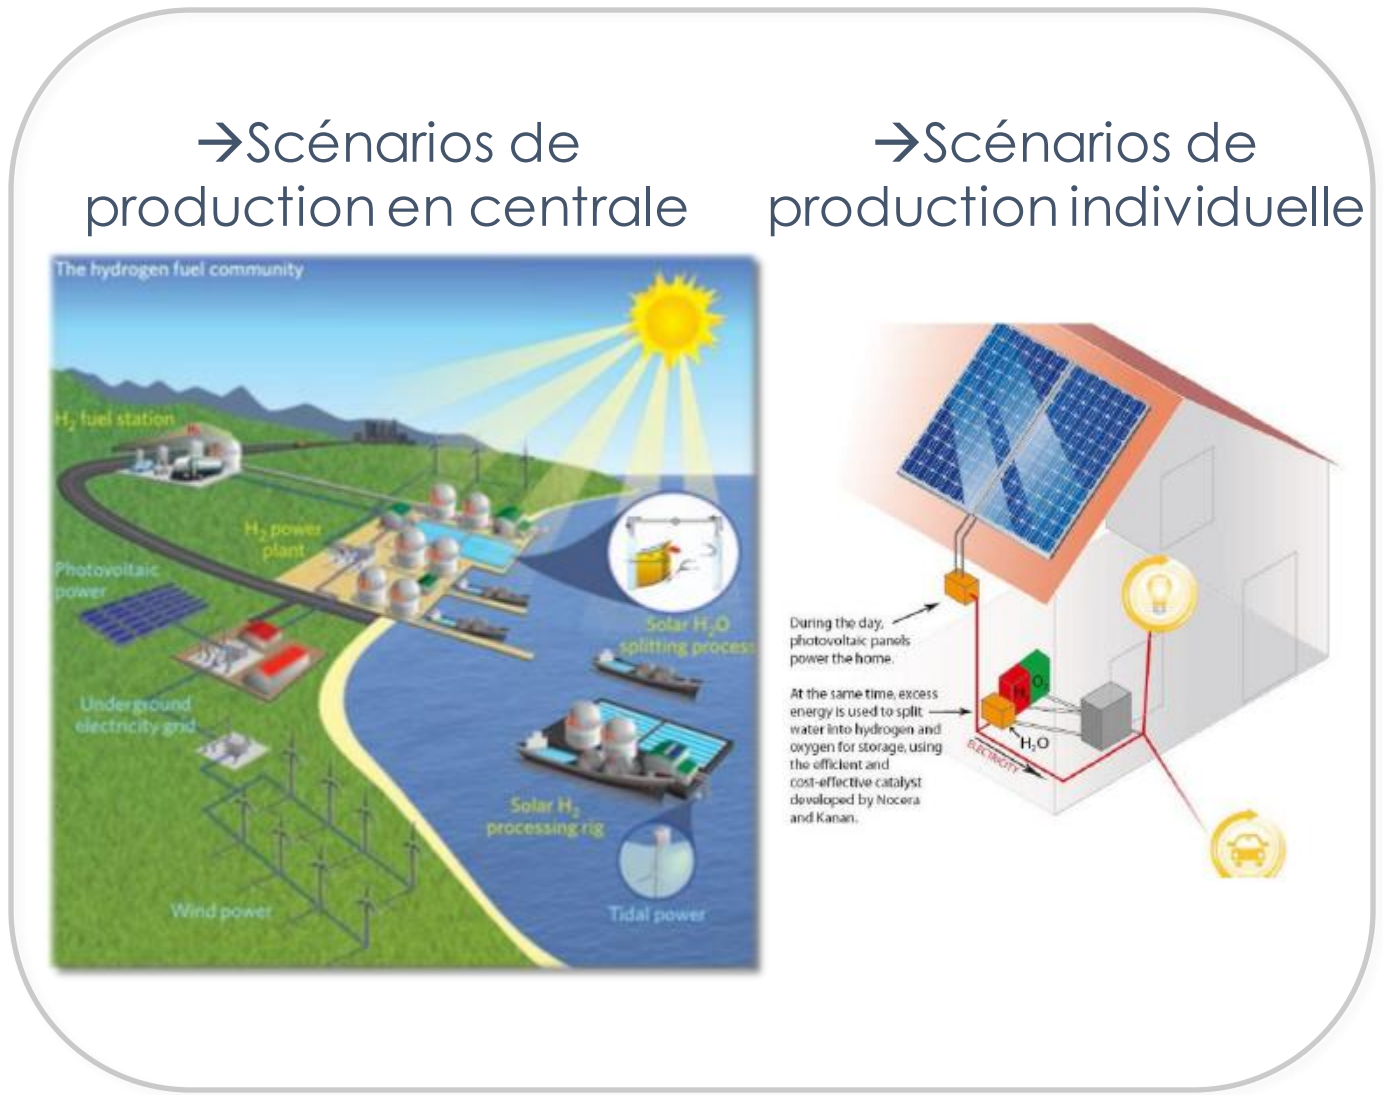 →Scénarios de
production en centrale
→Scénarios de
production individuelle
The hydrogen fuel community
H₂ fuel station
H₂ power
plant
Photovoltaic
power
Solar H₂O
splitting process
Underground
electricity grid
Solar H₂
processing rig
Wind power
Tidal power
During the day,
photovoltaic panels
power the home.
At the same time, excess
energy is used to split
water into hydrogen and
oxygen for storage, using
the efficient and
cost-effective catalyst
developed by Nocera
and Kanan.
H₂
O₂
H₂O
ELECTRICITY